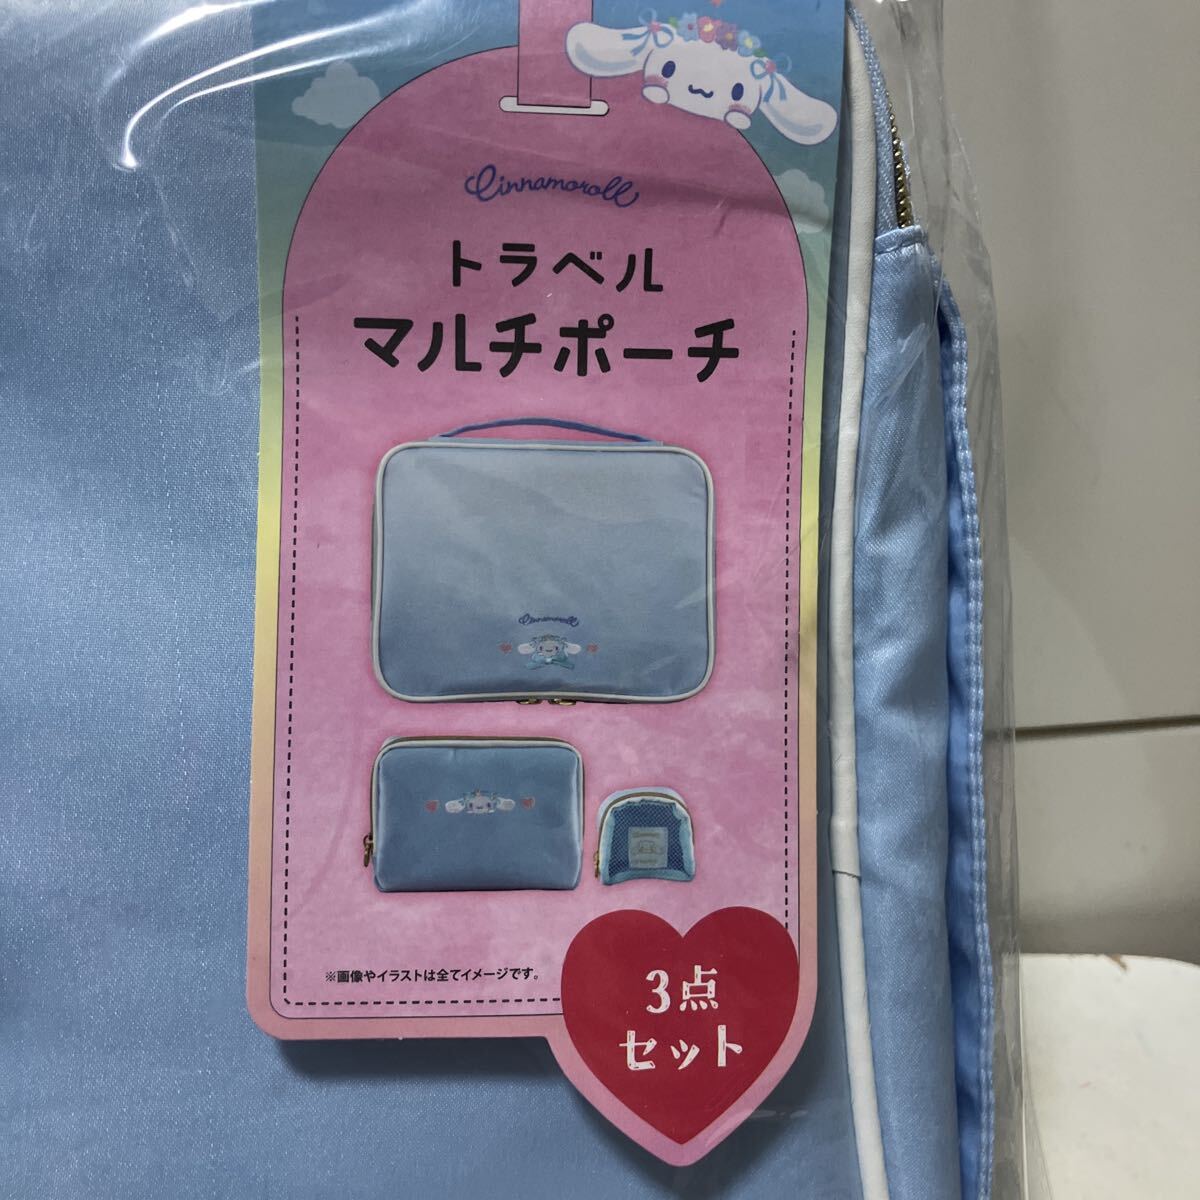 Cinnamoroll
トラベル
マルチポーチ
Cinnamoroll
※画像やイラストは全てイメージです。
3点
セット